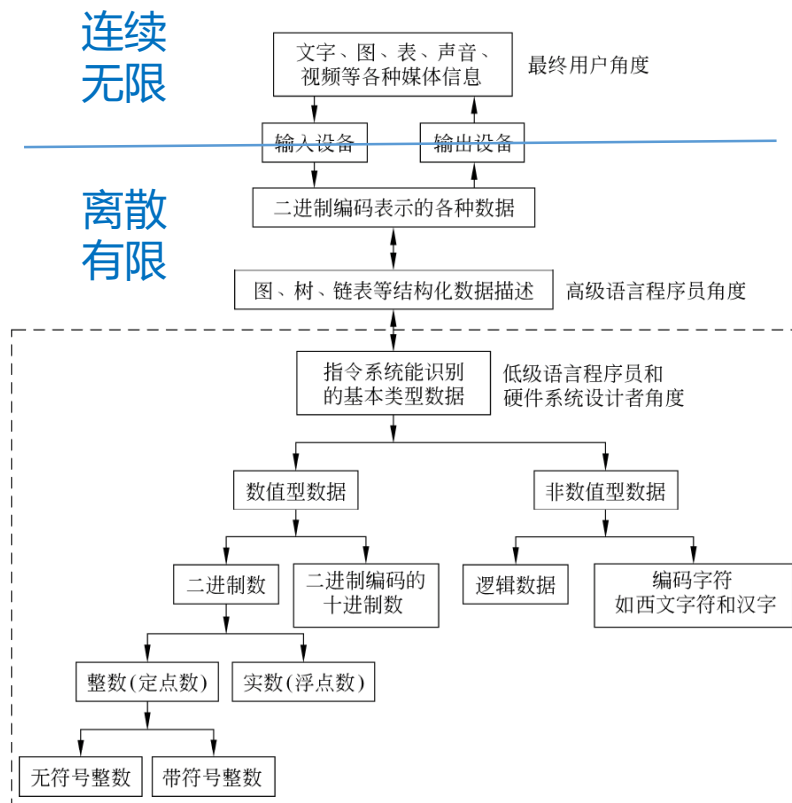 连续
无限
文字、图、表、声音、
视频等各种媒体信息
最终用户角度
输入设备
输出设备
离散
有限
二进制编码表示的各种数据
图、树、链表等结构化数据描述
高级语言程序员角度
指令系统能识别
的基本类型数据
低级语言程序员和
硬件系统设计者角度
数值型数据
非数值型数据
二进制数
二进制编码的
十进制数
逻辑数据
编码字符
如西文字符和汉字
整数(定点数)
实数(浮点数)
无符号整数
带符号整数